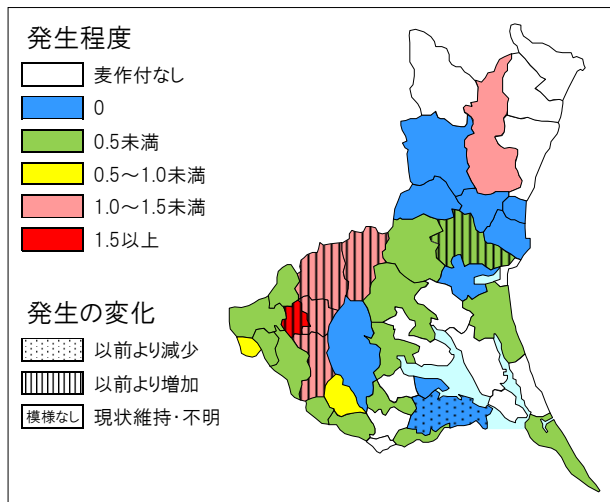 発生程度
麦作付なし
0
0.5未満
0.5～1.0未満
1.0～1.5未満
1.5以上
発生の変化
以前より減少
以前より増加
模様なし 現状維持・不明